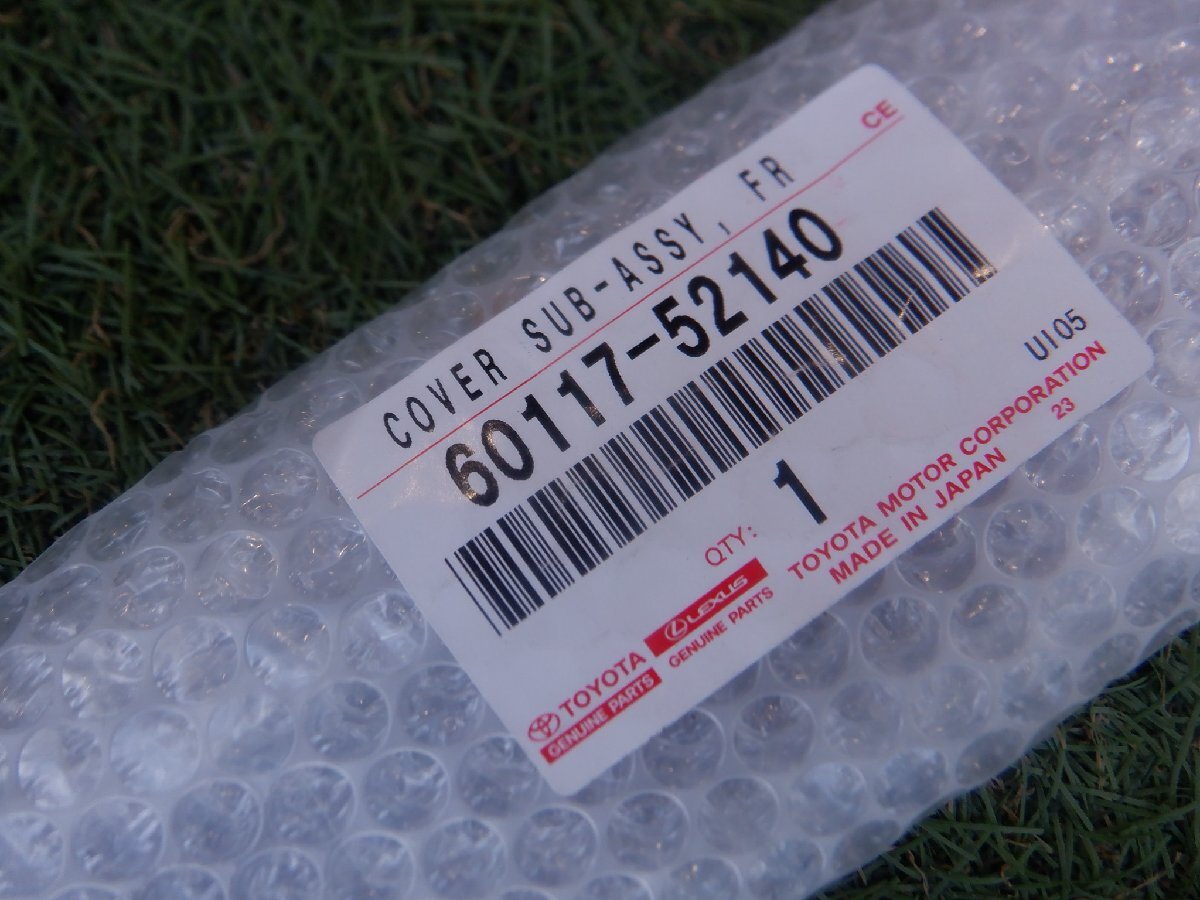 CE
COVER SUB-ASSY, FR
60117-52140
UI05
QTY: 1
TOYOTA MOTOR CORPORATION
MADE IN JAPAN 23
TOYOTA
GENUINE PARTS
LEXUS
GENUINE PARTS